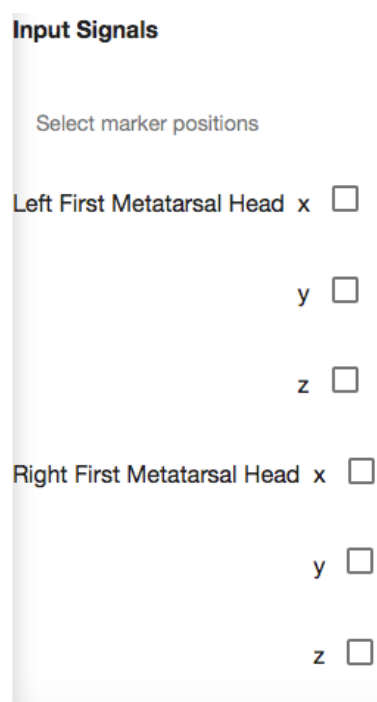 Input Signals
Select marker positions
Left First Metatarsal Head x
y
z
Right First Metatarsal Head x
y
z